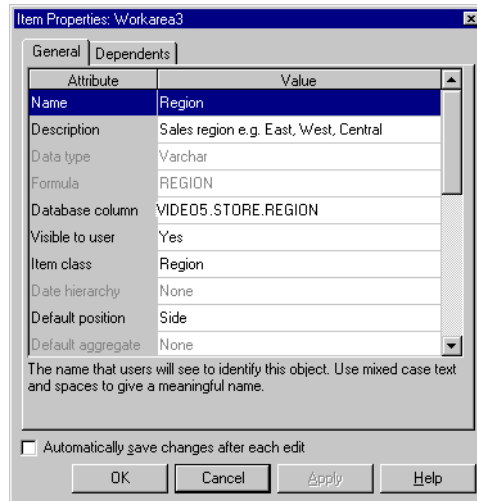 Item Properties: Workarea3
General Dependents
Attribute Value
Name Region
Description Sales region e.g. East, West, Central
Data type Varchar
Formula REGION
Database column VIDEO5.STORE.REGION
Visible to user Yes
Item class Region
Date hierarchy None
Default position Side
Default aggregate None
The name that users will see to identify this object. Use mixed case text
and spaces to give a meaningful name.
Automatically save changes after each edit
OK Cancel Apply Help